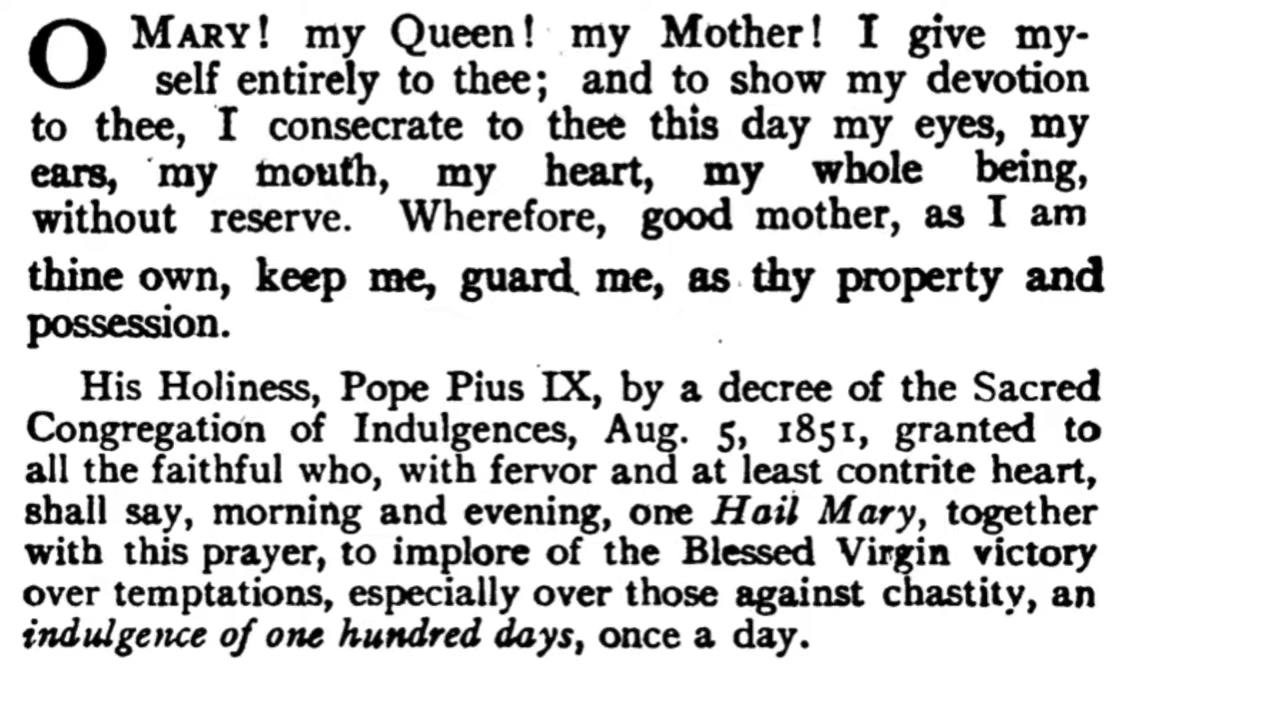 O MARY! my Queen! my Mother! I give my-
self entirely to thee; and to show my devotion
to thee, I consecrate to thee this day my eyes, my
ears, my mouth, my heart, my whole being,
without reserve. Wherefore, good mother, as I am
thine own, keep me, guard me, as thy property and
possession.
His Holiness, Pope Pius IX, by a decree of the Sacred
Congregation of Indulgences, Aug. 5, 1851, granted to
all the faithful who, with fervor and at least contrite heart,
shall say, morning and evening, one Hail Mary, together
with this prayer, to implore of the Blessed Virgin victory
over temptations, especially over those against chastity, an
indulgence of one hundred days, once a day.